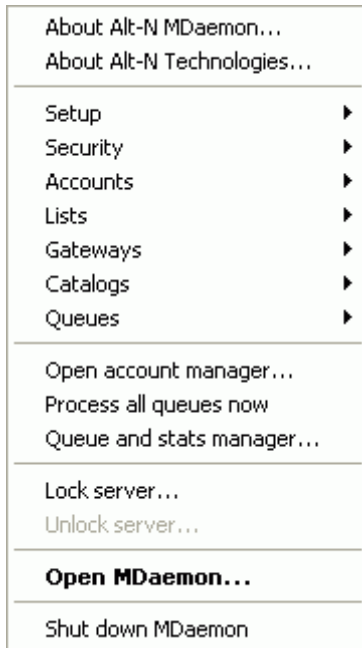 About Alt-N MDaemon...
About Alt-N Technologies...
Setup
Security
Accounts
Lists
Gateways
Catalogs
Queues
Open account manager...
Process all queues now
Queue and stats manager...
Lock server...
Unlock server...
Open MDaemon...
Shut down MDaemon